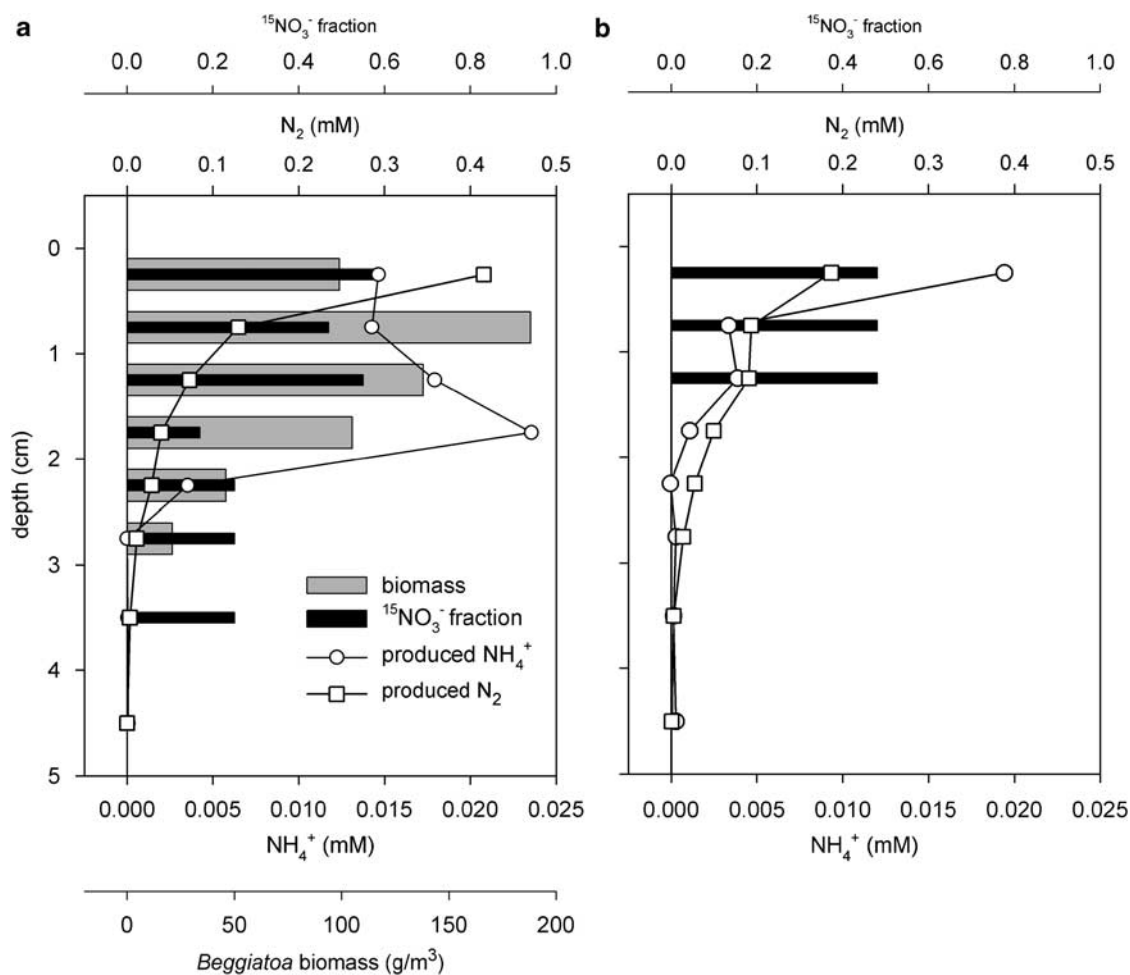 a
¹⁵NO₃⁻ fraction
0.0 0.2 0.4 0.6 0.8 1.0
N₂ (mM)
0.0 0.1 0.2 0.3 0.4 0.5
depth (cm)
0
1
2
3
4
5
biomass
¹⁵NO₃⁻ fraction
produced NH₄⁺
produced N₂
0.000 0.005 0.010 0.015 0.020 0.025
NH₄⁺ (mM)
0 50 100 150 200
Beggiatoa biomass (g/m³)
b
¹⁵NO₃⁻ fraction
0.0 0.2 0.4 0.6 0.8 1.0
N₂ (mM)
0.0 0.1 0.2 0.3 0.4 0.5
0.000 0.005 0.010 0.015 0.020 0.025
NH₄⁺ (mM)